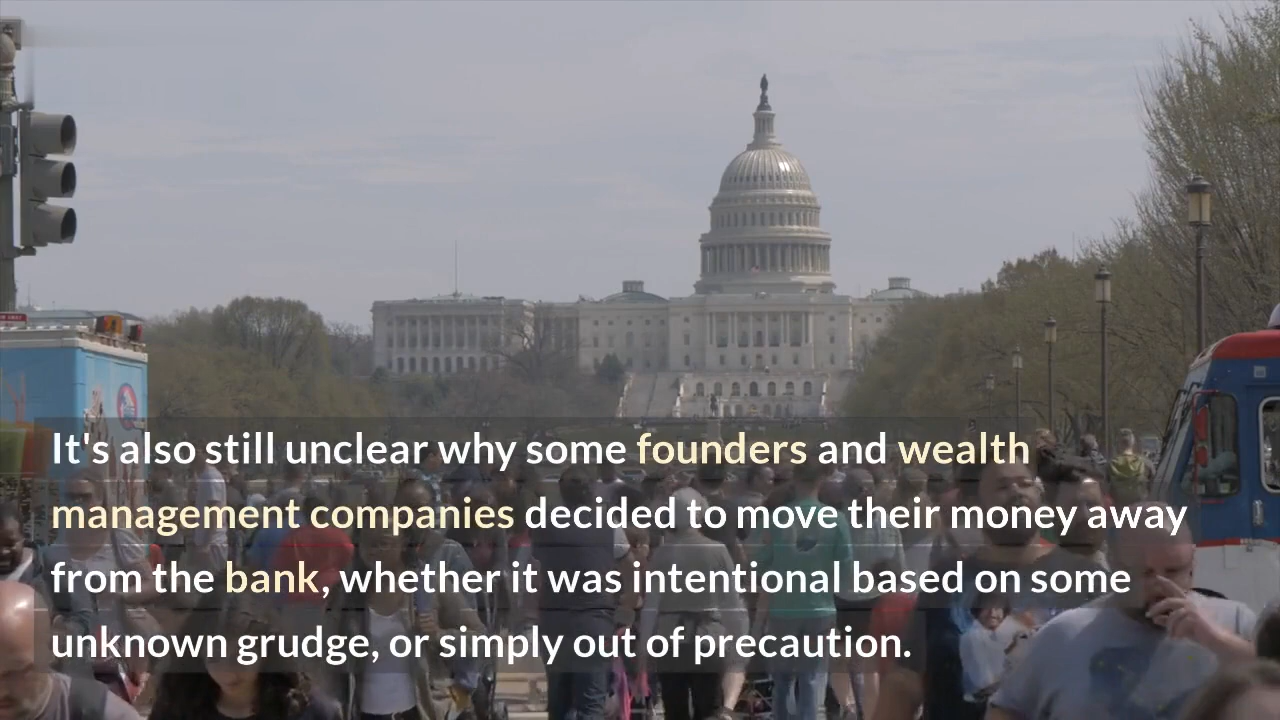 It's also still unclear why some founders and wealth
management companies decided to move their money away
from the bank, whether it was intentional based on some
unknown grudge, or simply out of precaution.